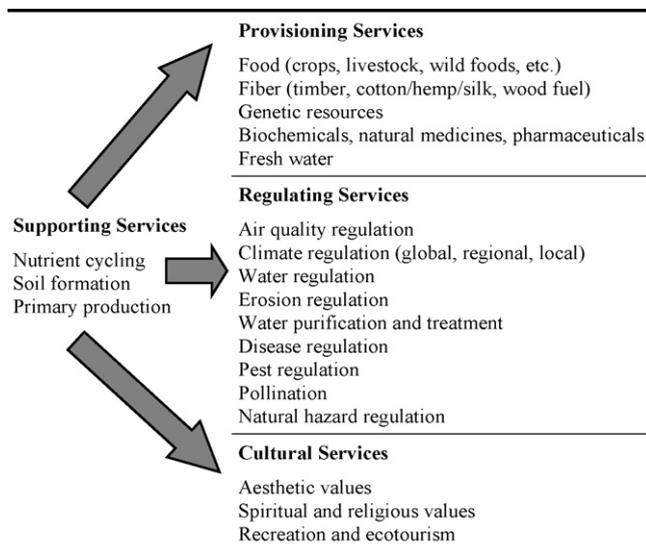 Provisioning Services
Food (crops, livestock, wild foods, etc.)
Fiber (timber, cotton/hemp/silk, wood fuel)
Genetic resources
Biochemicals, natural medicines, pharmaceuticals
Fresh water
Supporting Services
Nutrient cycling
Soil formation
Primary production
Regulating Services
Air quality regulation
Climate regulation (global, regional, local)
Water regulation
Erosion regulation
Water purification and treatment
Disease regulation
Pest regulation
Pollination
Natural hazard regulation
Cultural Services
Aesthetic values
Spiritual and religious values
Recreation and ecotourism